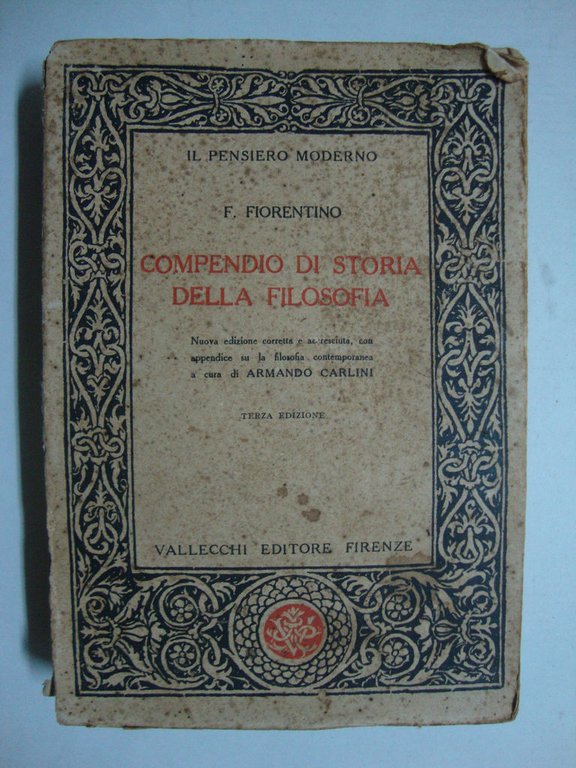 IL PENSIERO MODERNO
F. FIORENTINO
COMPENDIO DI STORIA
DELLA FILOSOFIA
Nuova edizione corretta e accresciuta, con
appendice su la filosofia contemporanea
a cura di ARMANDO CARLINI
TERZA EDIZIONE
VALLECCHI EDITORE FIRENZE